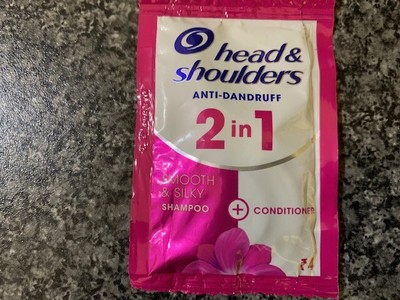 head&
shoulders
ANTI-DANDRUFF
2 in 1
SMOOTH
& SILKY
SHAMPOO
+ CONDITIONER